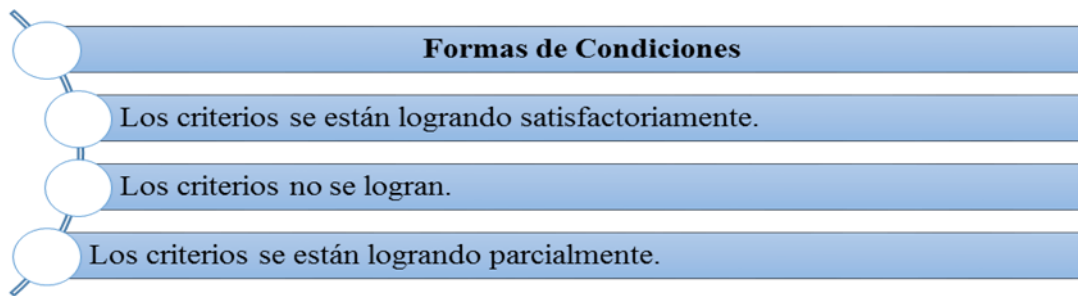 Formas de Condiciones
Los criterios se están logrando satisfactoriamente.
Los criterios no se logran.
Los criterios se están logrando parcialmente.